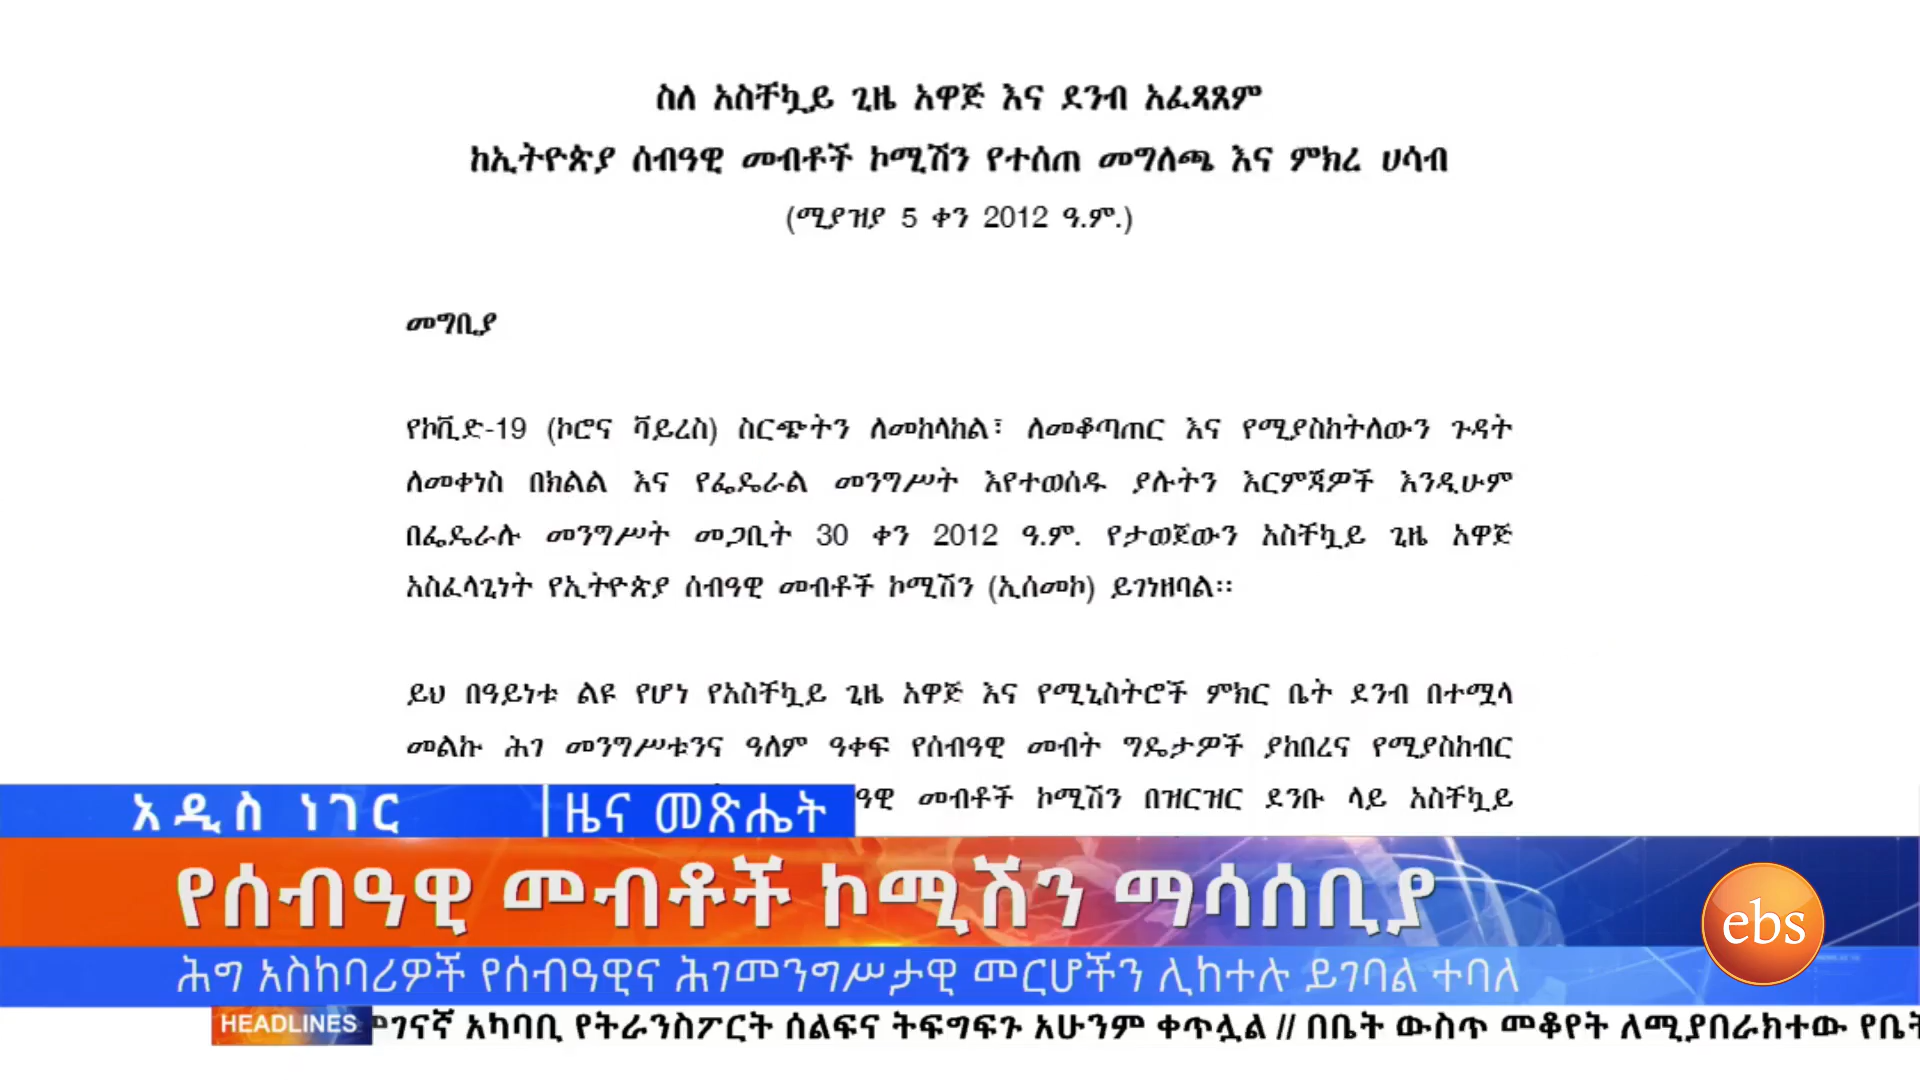 ስለ አስቸኳይ ጊዜ አዋጅ እና ደንብ አፈጻጸም
ከኢትዮጵያ ሰብዓዊ መብቶች ኮሚሽን የተሰጠ መግለጫ እና ምክረ ሀሳብ
(ሚያዝያ 5 ቀን 2012 ዓ.ም.)
መግቢያ
የኮቪድ-19 (ኮሮና ቫይረስ) ስርጭትን ለመከላከል፣ ለመቆጣጠር እና የሚያስከትለውን ጉዳት
ለመቀነስ በክልል እና የፌዴራል መንግሥት እየተወሰዱ ያሉትን እርምጃዎች እንዲሁም
በፌዴራሉ መንግሥት መጋቢት 30 ቀን 2012 ዓ.ም. የታወጀውን አስቸኳይ ጊዜ አዋጅ
አስፈላጊነት የኢትዮጵያ ሰብዓዊ መብቶች ኮሚሽን (ኢሰመኮ) ይገነዘባል፡፡
ይህ በዓይነቱ ልዩ የሆነ የአስቸኳይ ጊዜ አዋጅ እና የሚኒስትሮች ምክር ቤት ደንብ በተሟላ
መልኩ ሕገ መንግሥቱንና ዓለም ዓቀፍ የሰብዓዊ መብት ግዴታዎች ያከበረና የሚያስከብር
መብቶች ኮሚሽን በዝርዝር ደንቡ ላይ አስቸኳይ
አዲስ ነገር | ዜና መጽሔት
የሰብዓዊ መብቶች ኮሚሽን ማሳሰቢያ
ebs
ሕግ አስከባሪዎች የሰብዓዊና ሕገመንግሥታዊ መርሆችን ሊከተሉ ይገባል ተባለ
HEADLINES አካባቢ የትራንስፖርት ሰልፍና ትፍግፍጉ አሁንም ቀጥሏል // በቤት ውስጥ መቆየት ለሚያበራክተው